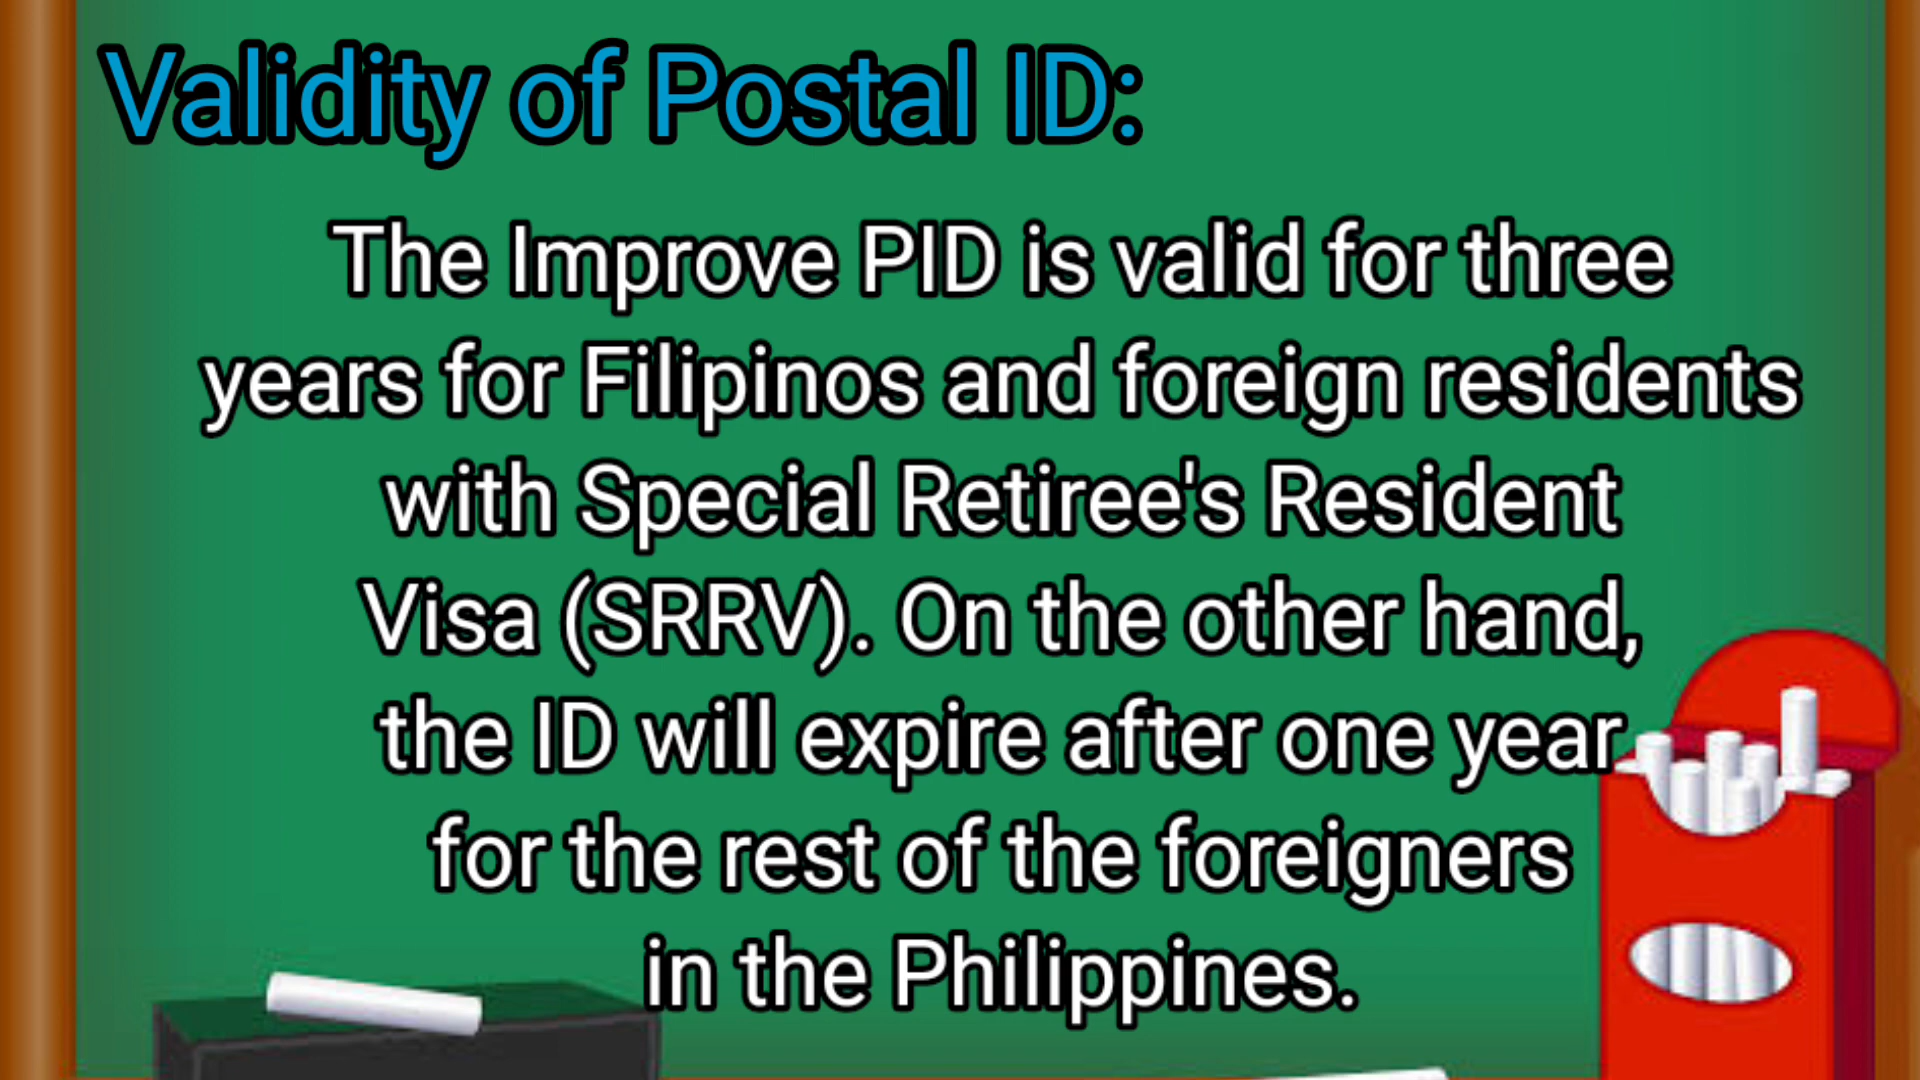 Validity of Postal ID:
The Improve PID is valid for three
years for Filipinos and foreign residents
with Special Retiree's Resident
Visa (SRRV). On the other hand,
the ID will expire after one year
for the rest of the foreigners
in the Philippines.